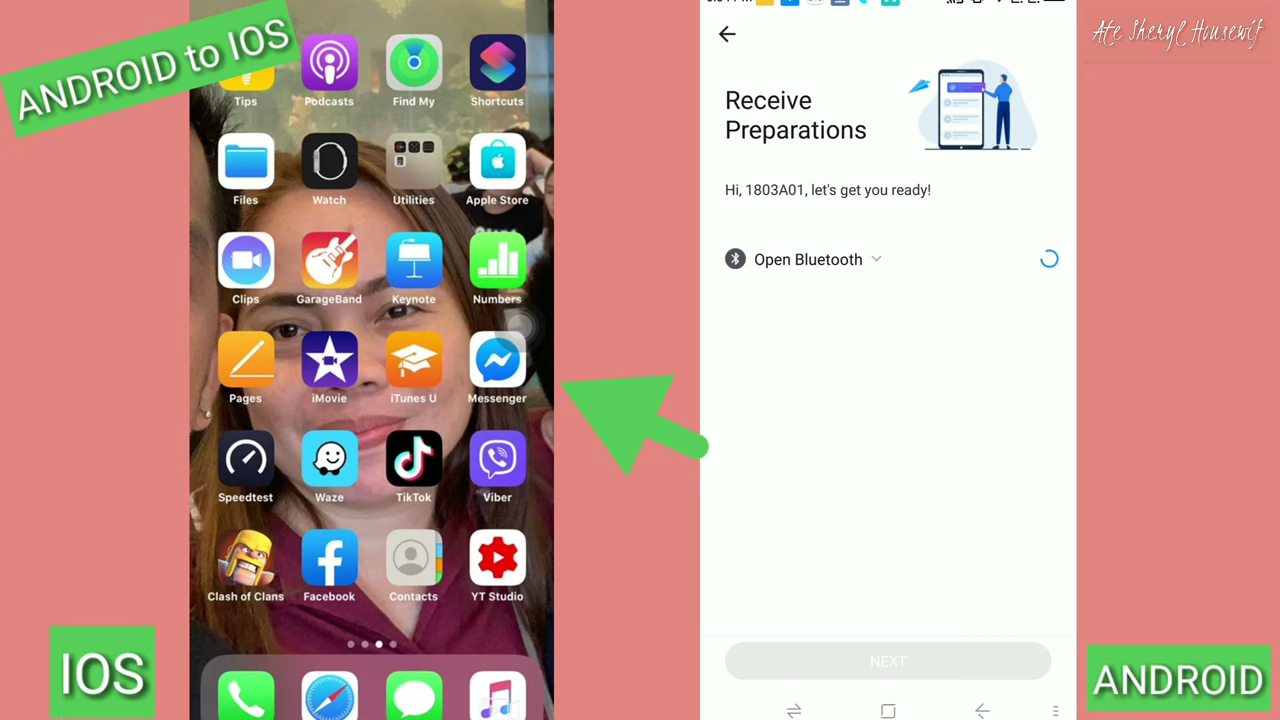 ANDROID to IOS
Tips Podcasts Find My Shortcuts
Files Watch Utilities Apple Store
Clips GarageBand Keynote Numbers
Pages iMovie iTunes U Messenger
Speedtest Waze TikTok Viber
Clash of Clans Facebook Contacts YT Studio
IOS
Receive
Preparations
Hi, 1803A01, let's get you ready!
Open Bluetooth
NEXT
Ate Sheryl Housewif
ANDROID